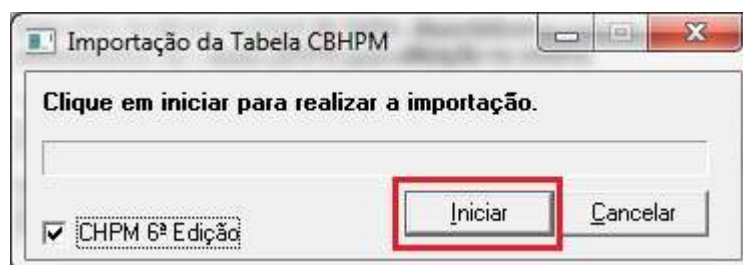 Importação da Tabela CBHPM
Clique em iniciar para realizar a importação.
Iniciar
Cancelar
CHPM 6ª Edição